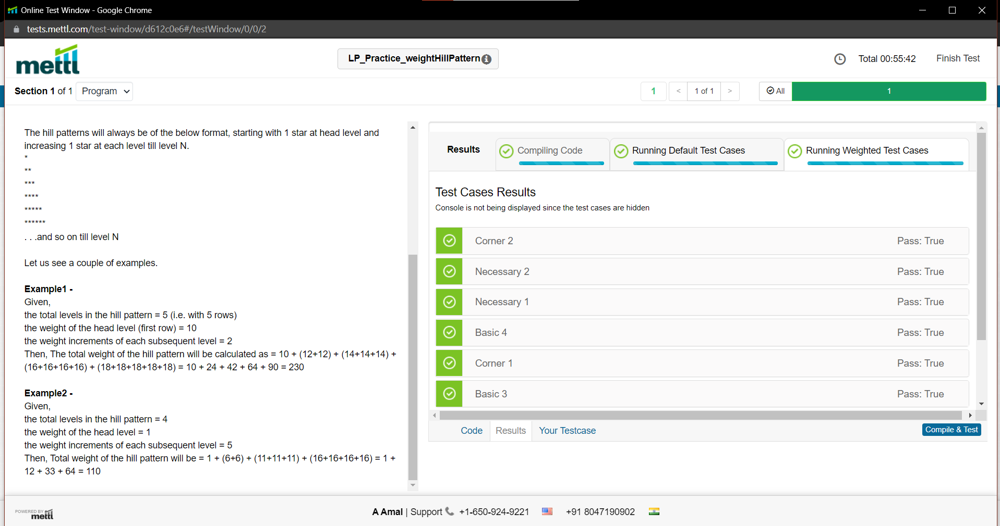 Online Test Window - Google Chrome
tests.mettl.com/test-window/d612c0e6#/testWindow/0/0/2
mettl
LP_Practice_weightHillPattern
Total 00:55:42
Finish Test
Section 1 of 1
Program
1
< 1 of 1 >
All
1
The hill patterns will always be of the below format, starting with 1 star at head level and
increasing 1 star at each level till level N.
*
**
***
****
*****
******
. . .and so on till level N
Let us see a couple of examples.
Example1 -
Given,
the total levels in the hill pattern = 5 (i.e. with 5 rows)
the weight of the head level (first row) = 10
the weight increments of each subsequent level = 2
Then, The total weight of the hill pattern will be calculated as = 10 + (12+12) + (14+14+14) +
(16+16+16+16) + (18+18+18+18+18) = 10 + 24 + 42 + 64 + 90 = 230
Example2 -
Given,
the total levels in the hill pattern = 4
the weight of the head level = 1
the weight increments of each subsequent level = 5
Then, Total weight of the hill pattern will be = 1 + (6+6) + (11+11+11) + (16+16+16+16) = 1 +
12 + 33 + 64 = 110
Results
Compiling Code
Running Default Test Cases
Running Weighted Test Cases
Test Cases Results
Console is not being displayed since the test cases are hidden
Corner 2 Pass: True
Necessary 2 Pass: True
Necessary 1 Pass: True
Basic 4 Pass: True
Corner 1 Pass: True
Basic 3 Pass: True
Code Results Your Testcase
Compile & Test
POWERED BY
mettl
A Amal | Support +1-650-924-9221 +91 8047190902